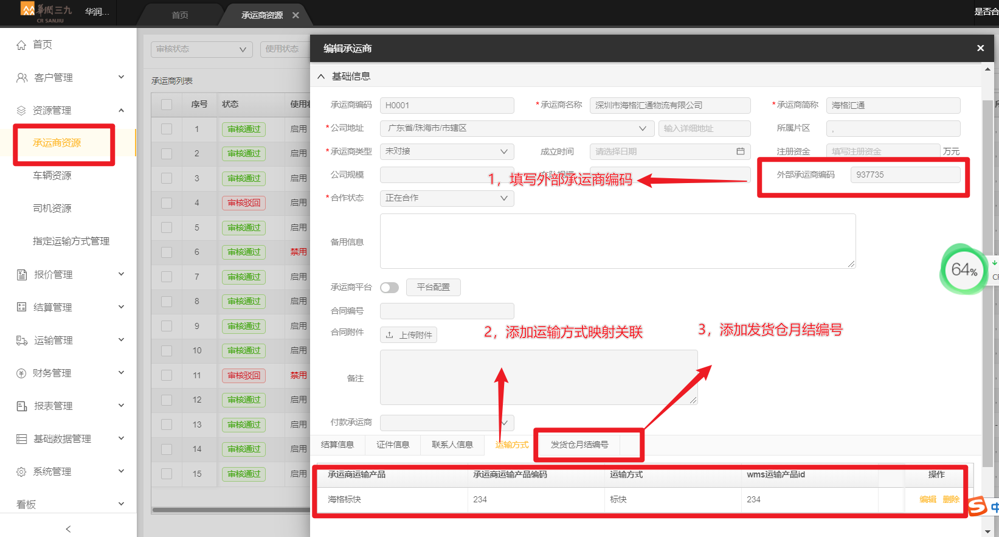 華潤三九
CR SANJIU
华润...
首页
承运商资源
是否合
首页
客户管理
资源管理
承运商资源
车辆资源
司机资源
指定运输方式管理
报价管理
结算管理
运输管理
财务管理
报表管理
基础数据管理
系统管理
看板
审核状态
使用状态
承运商列表
序号 状态 使用状
1 审核通过 启用
2 审核通过 启用
3 审核通过 启用
4 审核驳回 启用
5 审核通过 启用
6 审核通过 禁用
7 审核通过 启用
8 审核通过 启用
9 审核通过 启用
10 审核通过 启用
11 审核驳回 禁用
12 审核通过 启用
13 审核通过 启用
14 审核通过 启用
15 审核通过 启用
编辑承运商
基础信息
承运商编码 H0001 *承运商名称 深圳市海格汇通物流有限公司 *承运商简称 海格汇通
*公司地址 广东省/珠海市/市辖区 输入详细地址 所属片区 ,
*承运商类型 未对接 成立时间 请选择日期 注册资金 填写注册资金 万元
公司规模 外部承运商编码 937735
1，填写外部承运商编码
*合作状态 正在合作
备用信息
承运商平台 平台配置
合同编号
合同附件 上传附件
2，添加运输方式映射关联
3，添加发货仓月结编号
备注
付款承运商
结算信息 证件信息 联系人信息 运输方式 发货仓月结编号
承运商运输产品 承运商运输产品编码 运输方式 wms运输产品id 操作
海格标快 234 标快 234 编辑 删除
64%